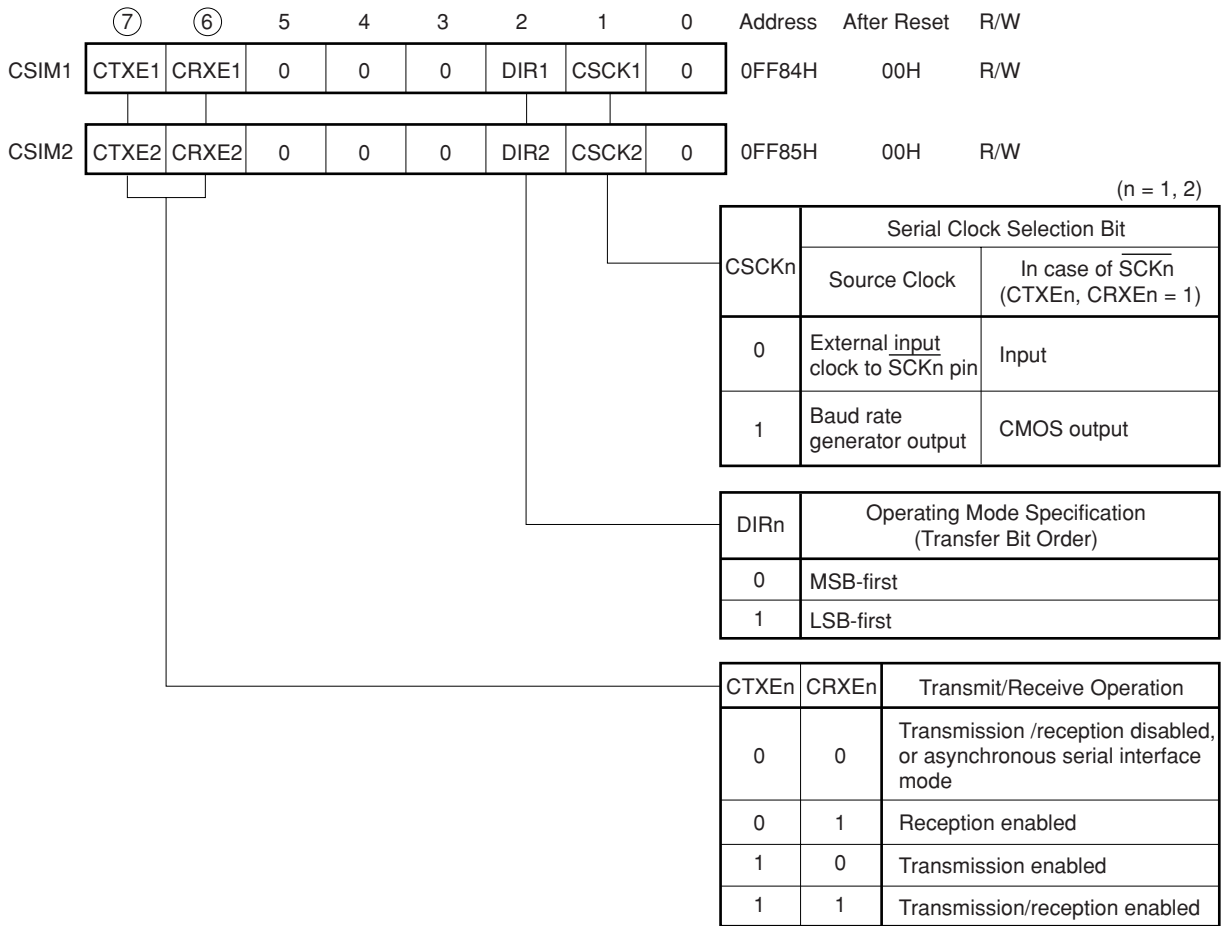 ⑦ ⑥ 5 4 3 2 1 0 Address After Reset R/W
CSIM1 CTXE1 CRXE1 0 0 0 DIR1 CSCK1 0 0FF84H 00H R/W
CSIM2 CTXE2 CRXE2 0 0 0 DIR2 CSCK2 0 0FF85H 00H R/W
(n = 1, 2)
CSCKn
Serial Clock Selection Bit
Source Clock
In case of SCKn
(CTXEn, CRXEn = 1)
0
External input
clock to SCKn pin
Input
1
Baud rate
generator output
CMOS output
DIRn
Operating Mode Specification
(Transfer Bit Order)
0 MSB-first
1 LSB-first
CTXEn CRXEn Transmit/Receive Operation
0 0
Transmission /reception disabled,
or asynchronous serial interface
mode
0 1 Reception enabled
1 0 Transmission enabled
1 1 Transmission/reception enabled